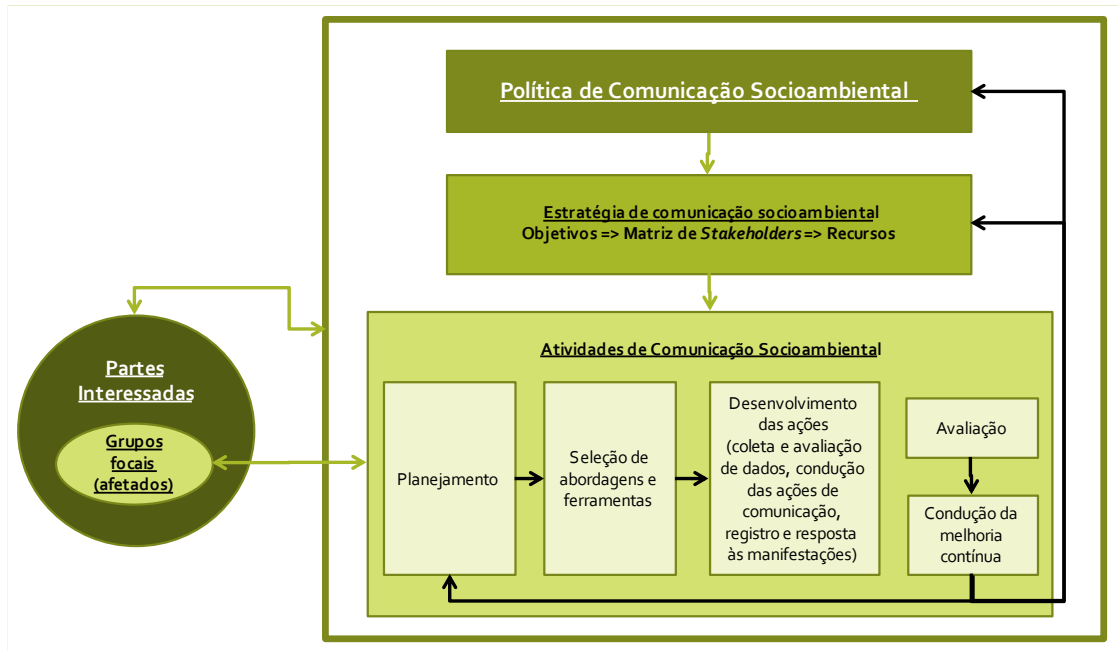 Política de Comunicação Socioambiental
Estratégia de comunicação socioambiental
Objetivos => Matriz de Stakeholders => Recursos
Partes
Interessadas
Grupos
focais
(afetados)
Atividades de Comunicação Socioambiental
Planejamento
Seleção de
abordagens e
ferramentas
Desenvolvimento
das ações
(coleta e avaliação
de dados, condução
das ações de
comunicação,
registro e resposta
às manifestações)
Avaliação
Condução da
melhoria
contínua